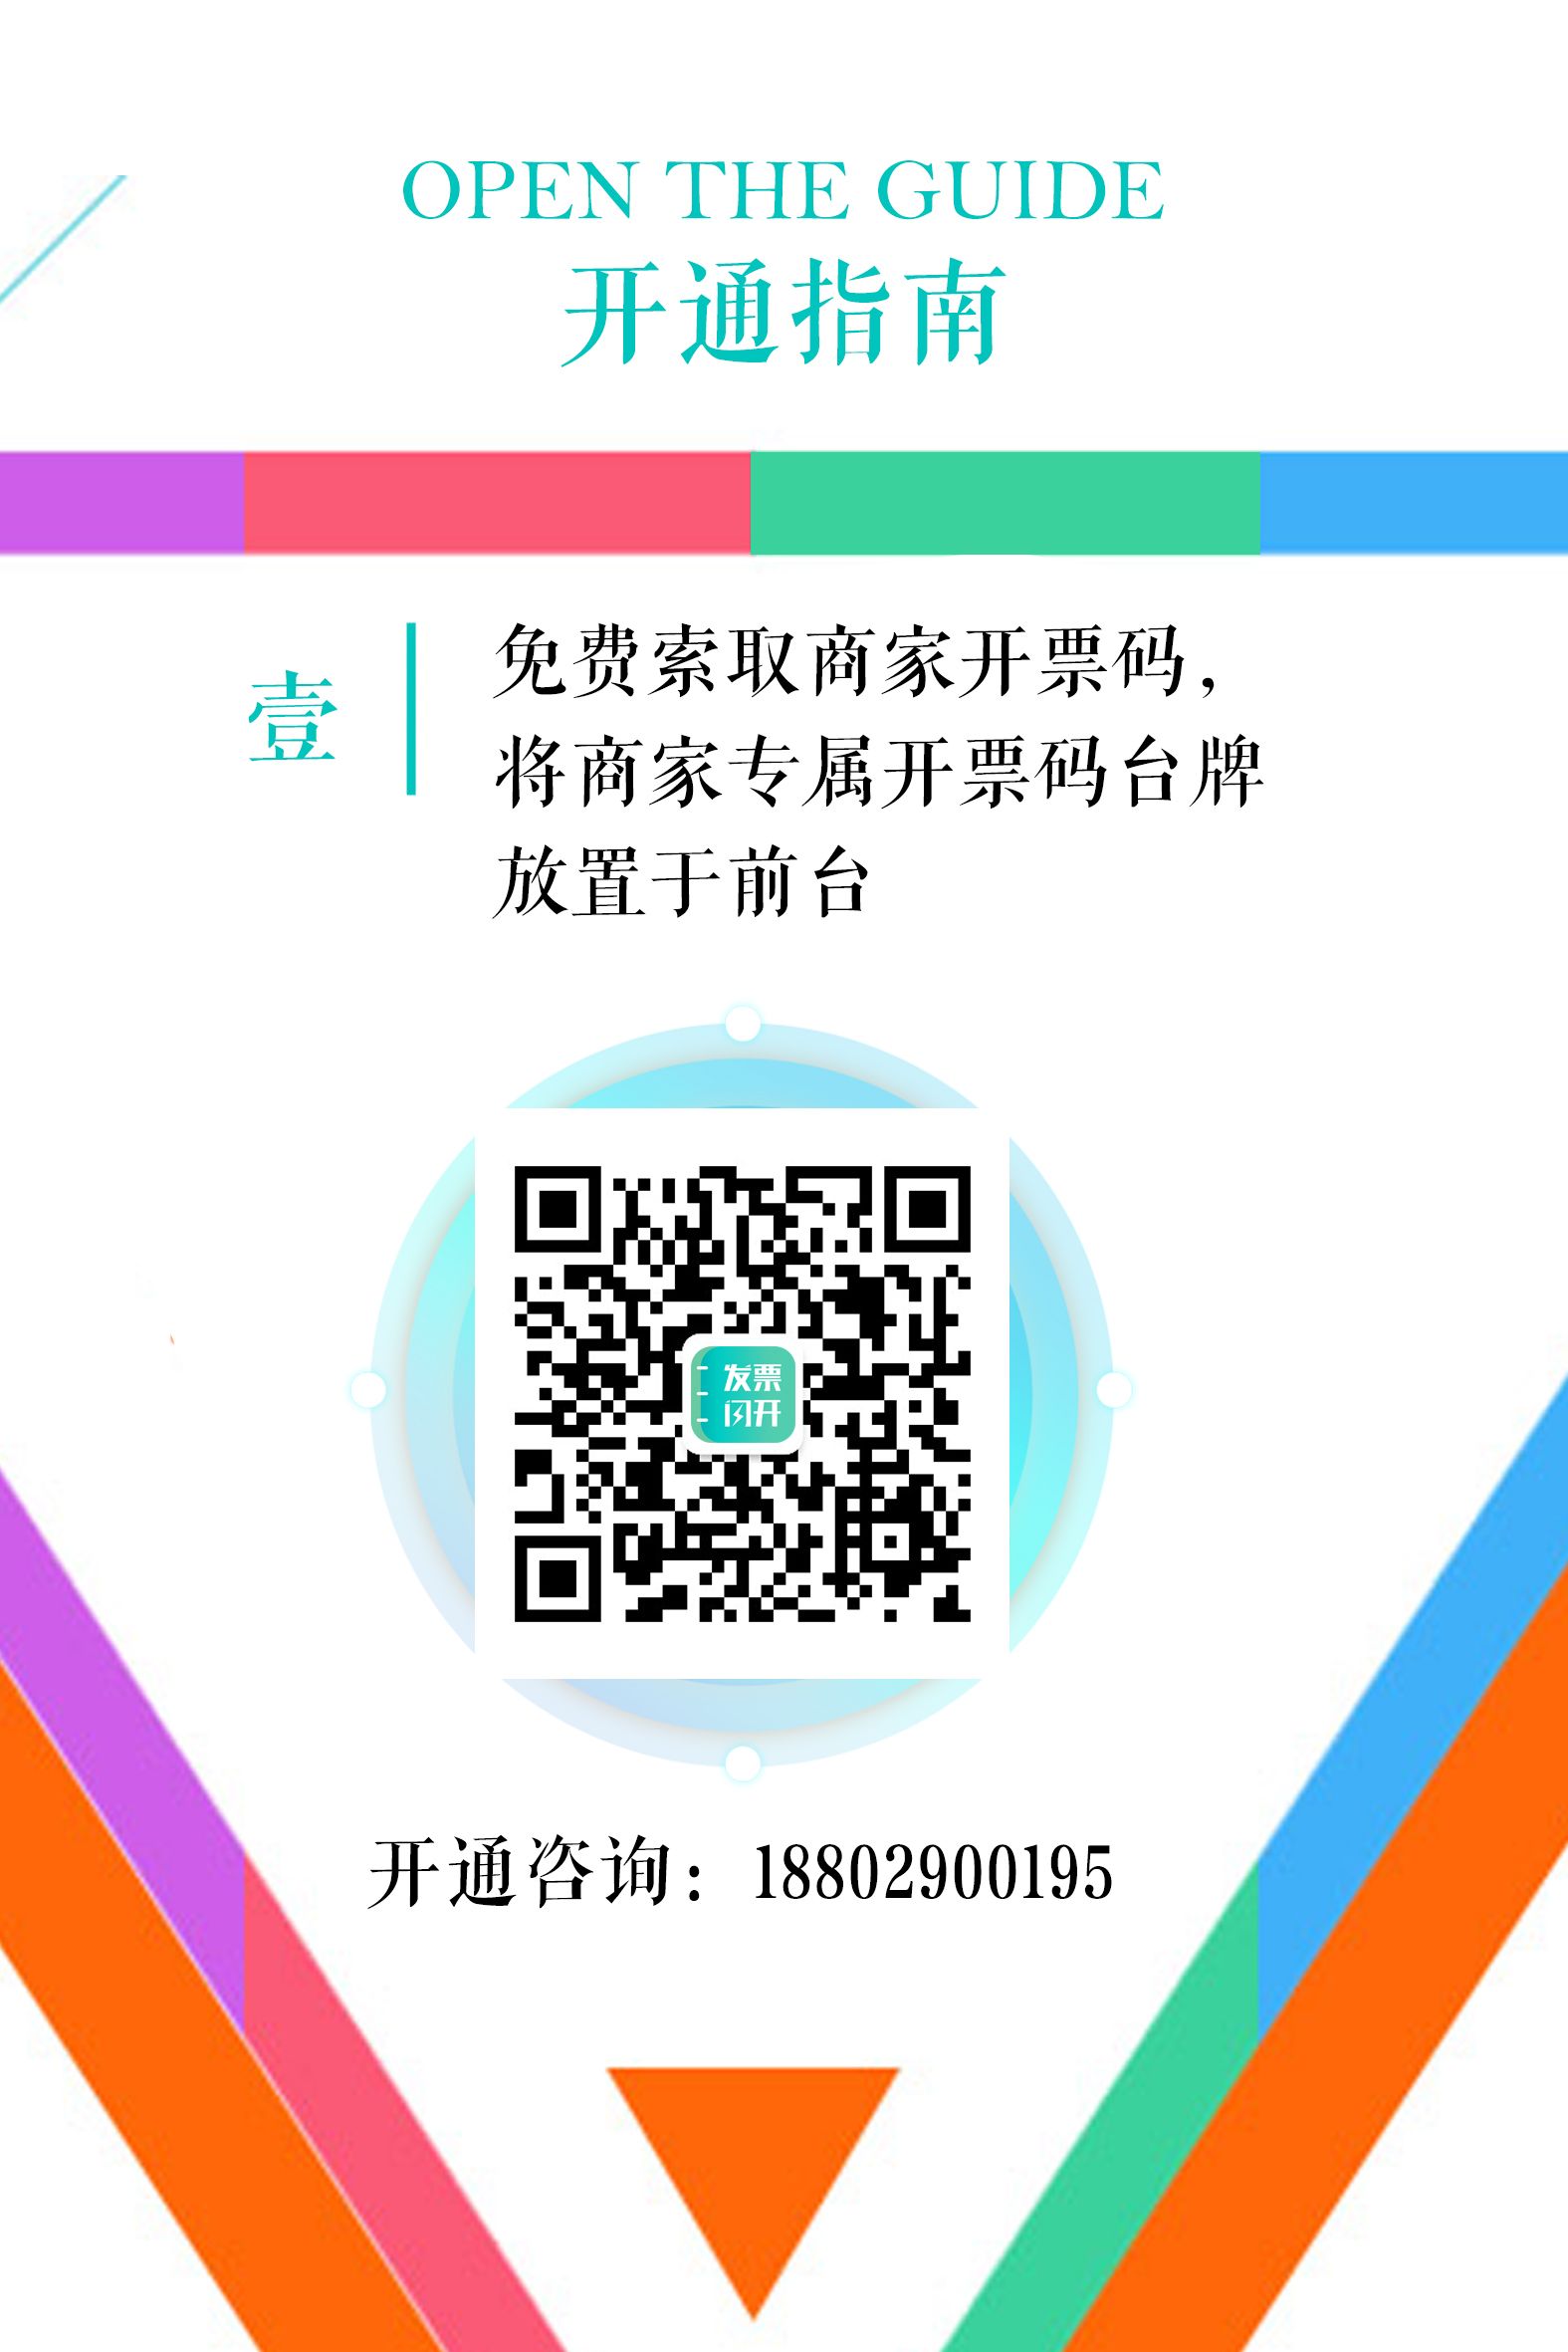 OPEN THE GUIDE
开通指南
壹
免费索取商家开票码，
将商家专属开票码台牌
放置于前台
发票
闪开
开通咨询：18802900195